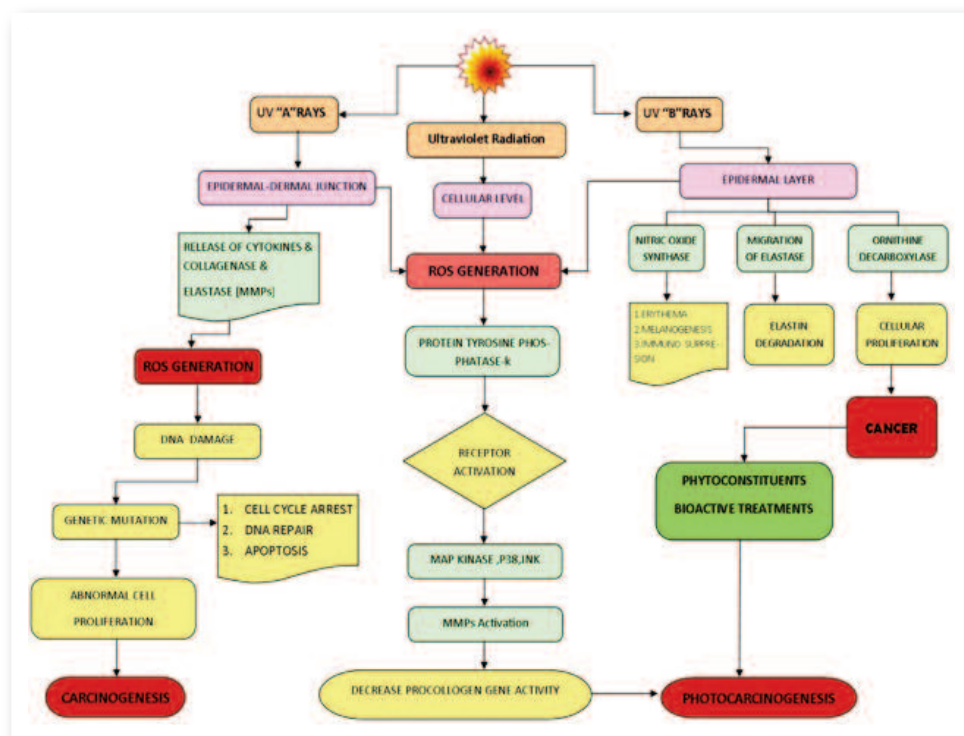 UV "A"RAYS
UV "B"RAYS
Ultraviolet Radiation
EPIDERMAL-DERMAL JUNCTION
CELLULAR LEVEL
EPIDERMAL LAYER
RELEASE OF CYTOKINES &
COLLAGENASE &
ELASTASE [MMPs]
NITRIC OXIDE
SYNTHASE
MIGRATION
OF ELASTASE
ORNITHINE
DECARBOXYLASE
ROS GENERATION
1.ERYTHEMA
2.MELANOGENESIS
3.IMMUNO SUPPRE-
SION
ELASTIN
DEGRADATION
CELLULAR
PROLIFERATION
PROTEIN TYROSINE PHOS-
PHATASE-k
ROS GENERATION
CANCER
DNA DAMAGE
RECEPTOR
ACTIVATION
PHYTOCONSTITUENTS
BIOACTIVE TREATMENTS
GENETIC MUTATION
1. CELL CYCLE ARREST
2. DNA REPAIR
3. APOPTOSIS
MAP KINASE ,P38,INK
ABNORMAL CELL
PROLIFERATION
MMPs Activation
CARCINOGENESIS
DECREASE PROCOLLOGEN GENE ACTIVITY
PHOTOCARCINOGENESIS